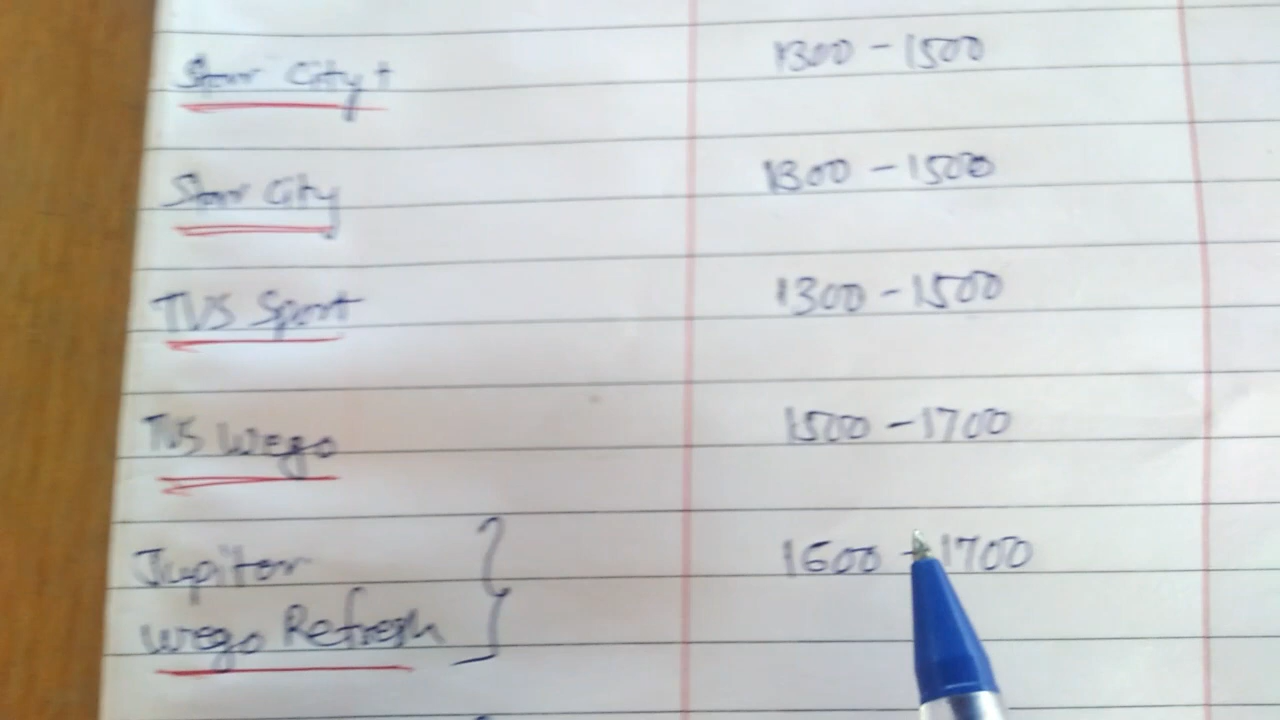 Star City+ 1300 - 1500
Star City 1300 - 1500
TVS Sport 1300 - 1500
TVS Wego 1500 - 1700
Jupiter 1600 - 1700
Wego Refresh